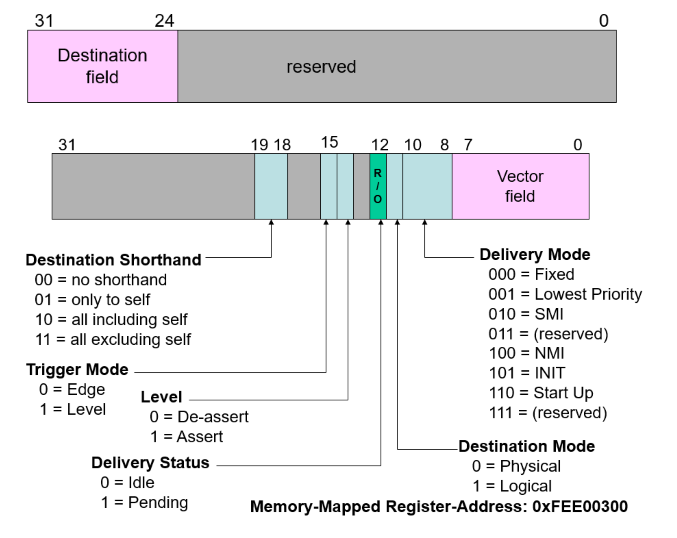 31 24 0
Destination
field
reserved
31 19 18 15 12 10 8 7 0
R
/
O
Vector
field
Destination Shorthand
00 = no shorthand
01 = only to self
10 = all including self
11 = all excluding self
Trigger Mode
0 = Edge
1 = Level
Level
0 = De-assert
1 = Assert
Delivery Status
0 = Idle
1 = Pending
Delivery Mode
000 = Fixed
001 = Lowest Priority
010 = SMI
011 = (reserved)
100 = NMI
101 = INIT
110 = Start Up
111 = (reserved)
Destination Mode
0 = Physical
1 = Logical
Memory-Mapped Register-Address: 0xFEE00300